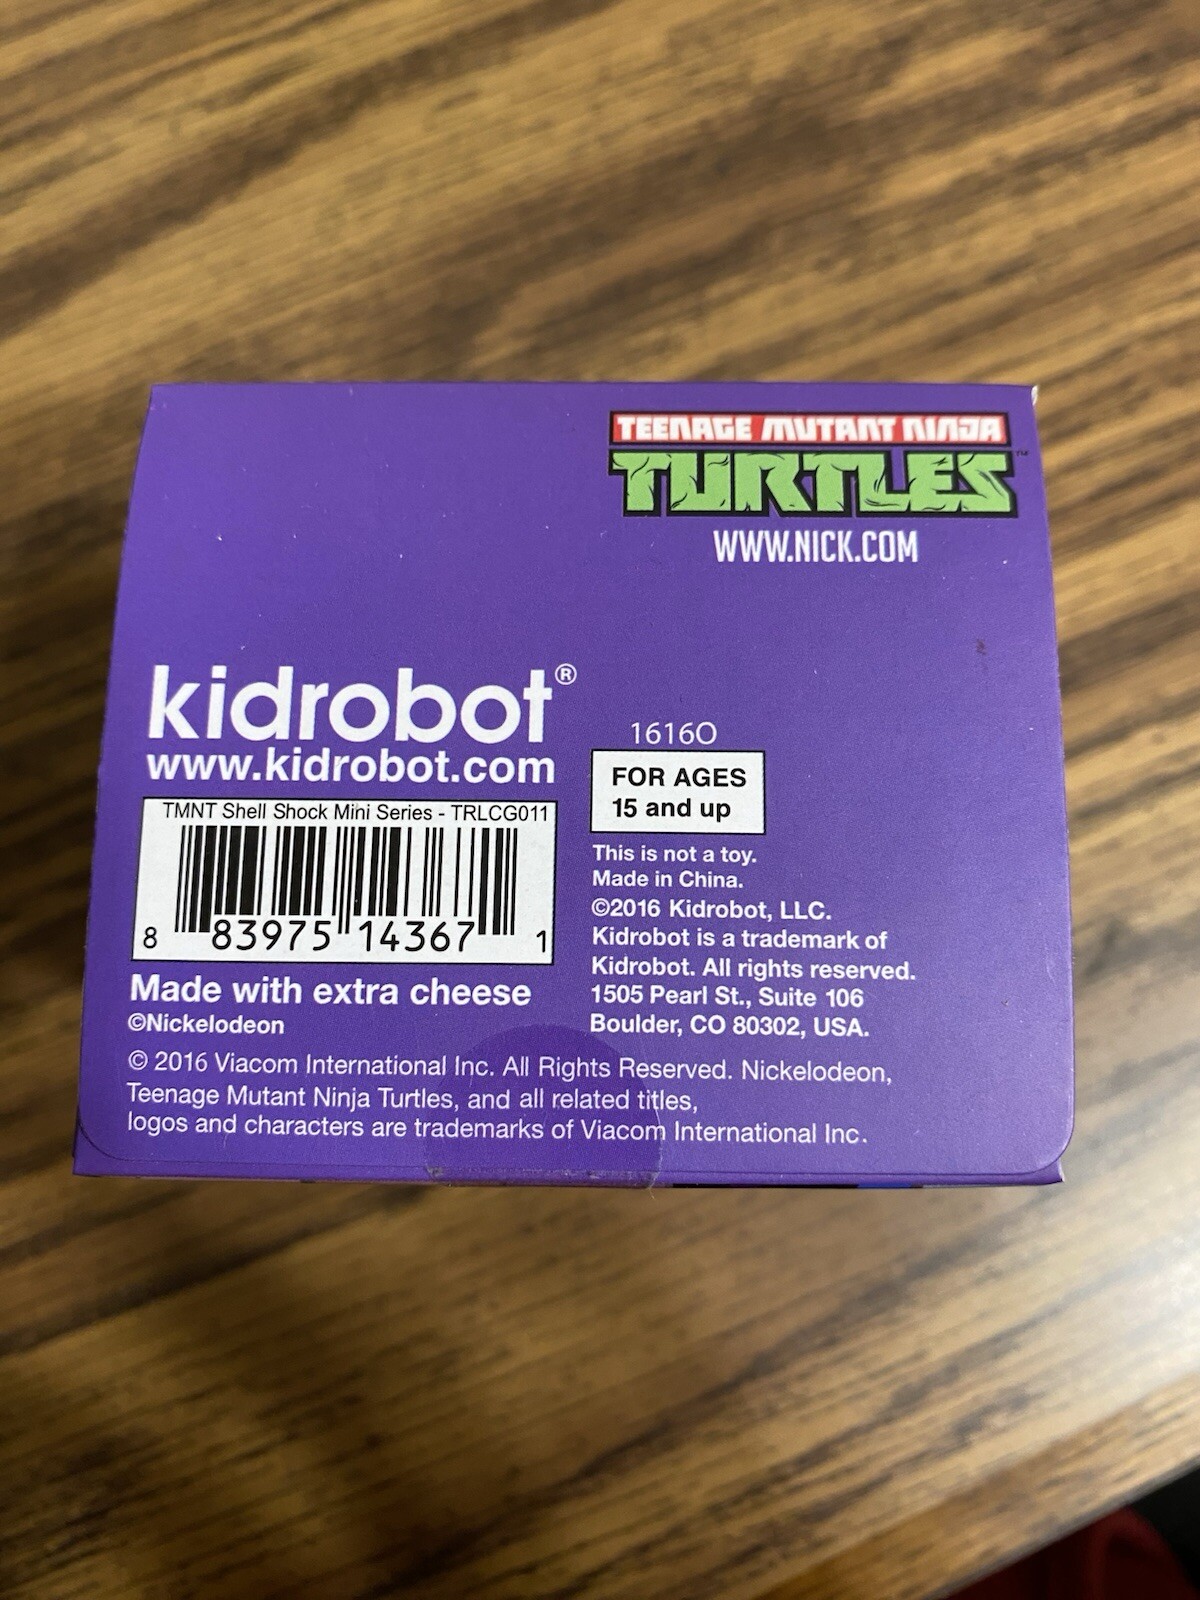 TEENAGE MUTANT NINJA
TURTLES™
WWW.NICK.COM
kidrobot®
www.kidrobot.com
TMNT Shell Shock Mini Series - TRLCG011
8 83975 14367 1
Made with extra cheese
©Nickelodeon
1616O
FOR AGES
15 and up
This is not a toy.
Made in China.
©2016 Kidrobot, LLC.
Kidrobot is a trademark of
Kidrobot. All rights reserved.
1505 Pearl St., Suite 106
Boulder, CO 80302, USA.
© 2016 Viacom International Inc. All Rights Reserved. Nickelodeon,
Teenage Mutant Ninja Turtles, and all related titles,
logos and characters are trademarks of Viacom International Inc.